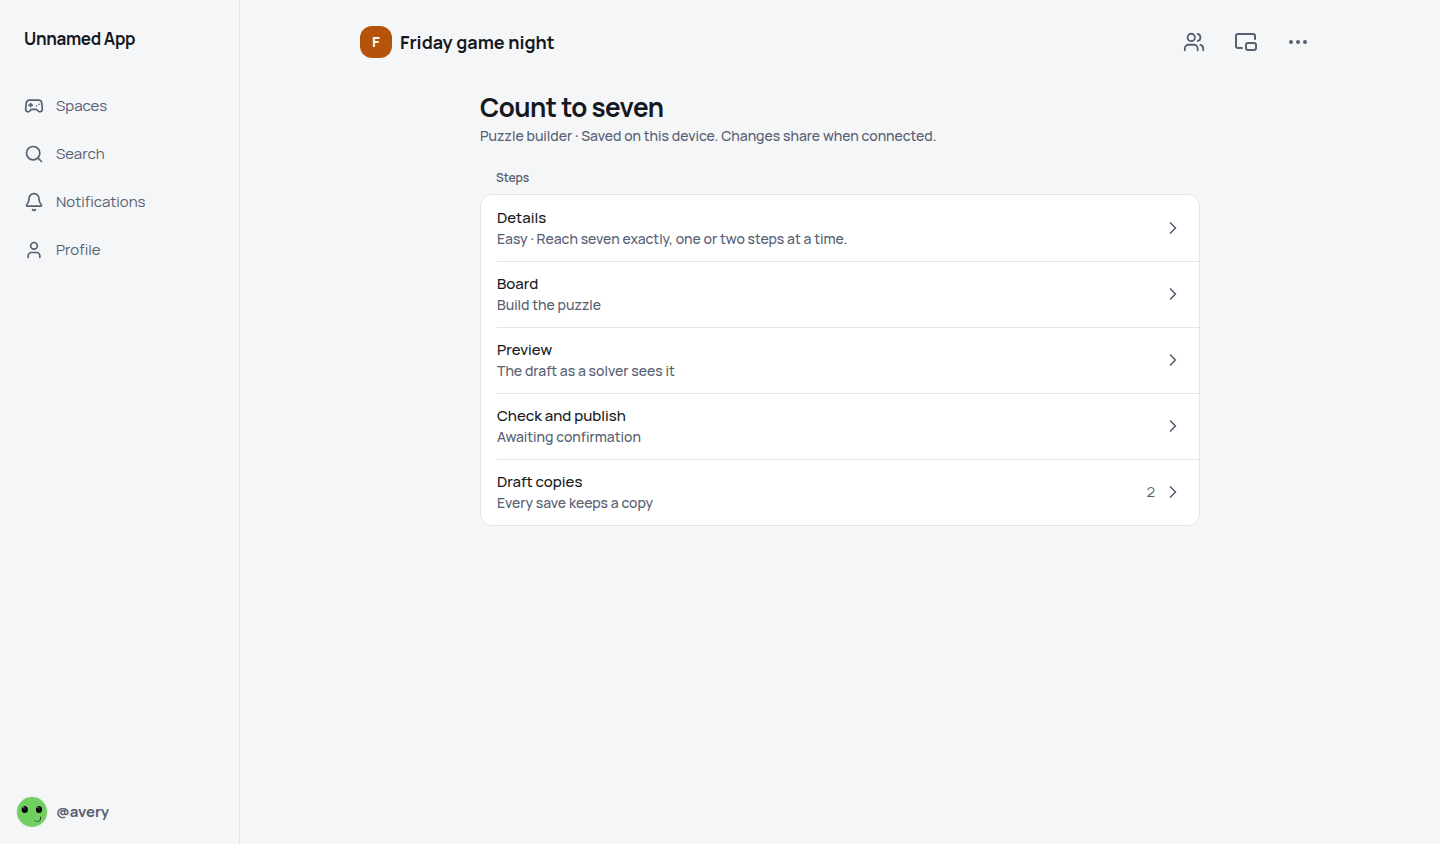 Unnamed App
Spaces
Search
Notifications
Profile
@avery
F
Friday game night
Count to seven
Puzzle builder · Saved on this device. Changes share when connected.
Steps
Details
Easy · Reach seven exactly, one or two steps at a time.
Board
Build the puzzle
Preview
The draft as a solver sees it
Check and publish
Awaiting confirmation
Draft copies
Every save keeps a copy
2